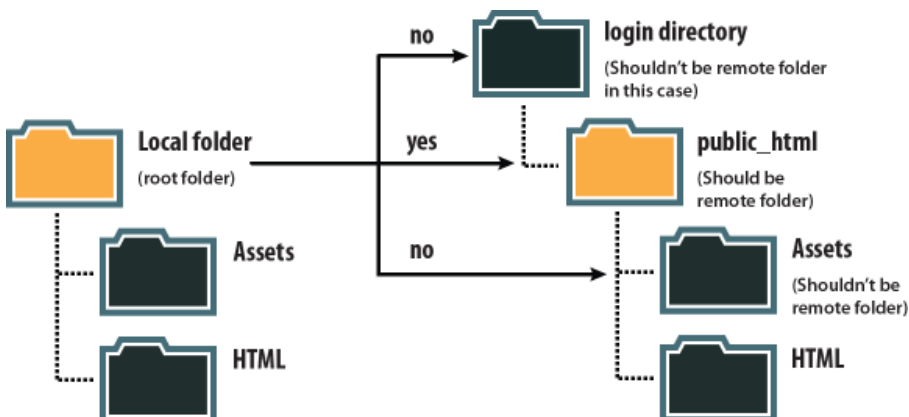 no
login directory
(Shouldn't be remote folder
in this case)
Local folder
(root folder)
yes
public_html
(Should be
remote folder)
Assets
no
Assets
(Shouldn't be
remote folder)
HTML
HTML